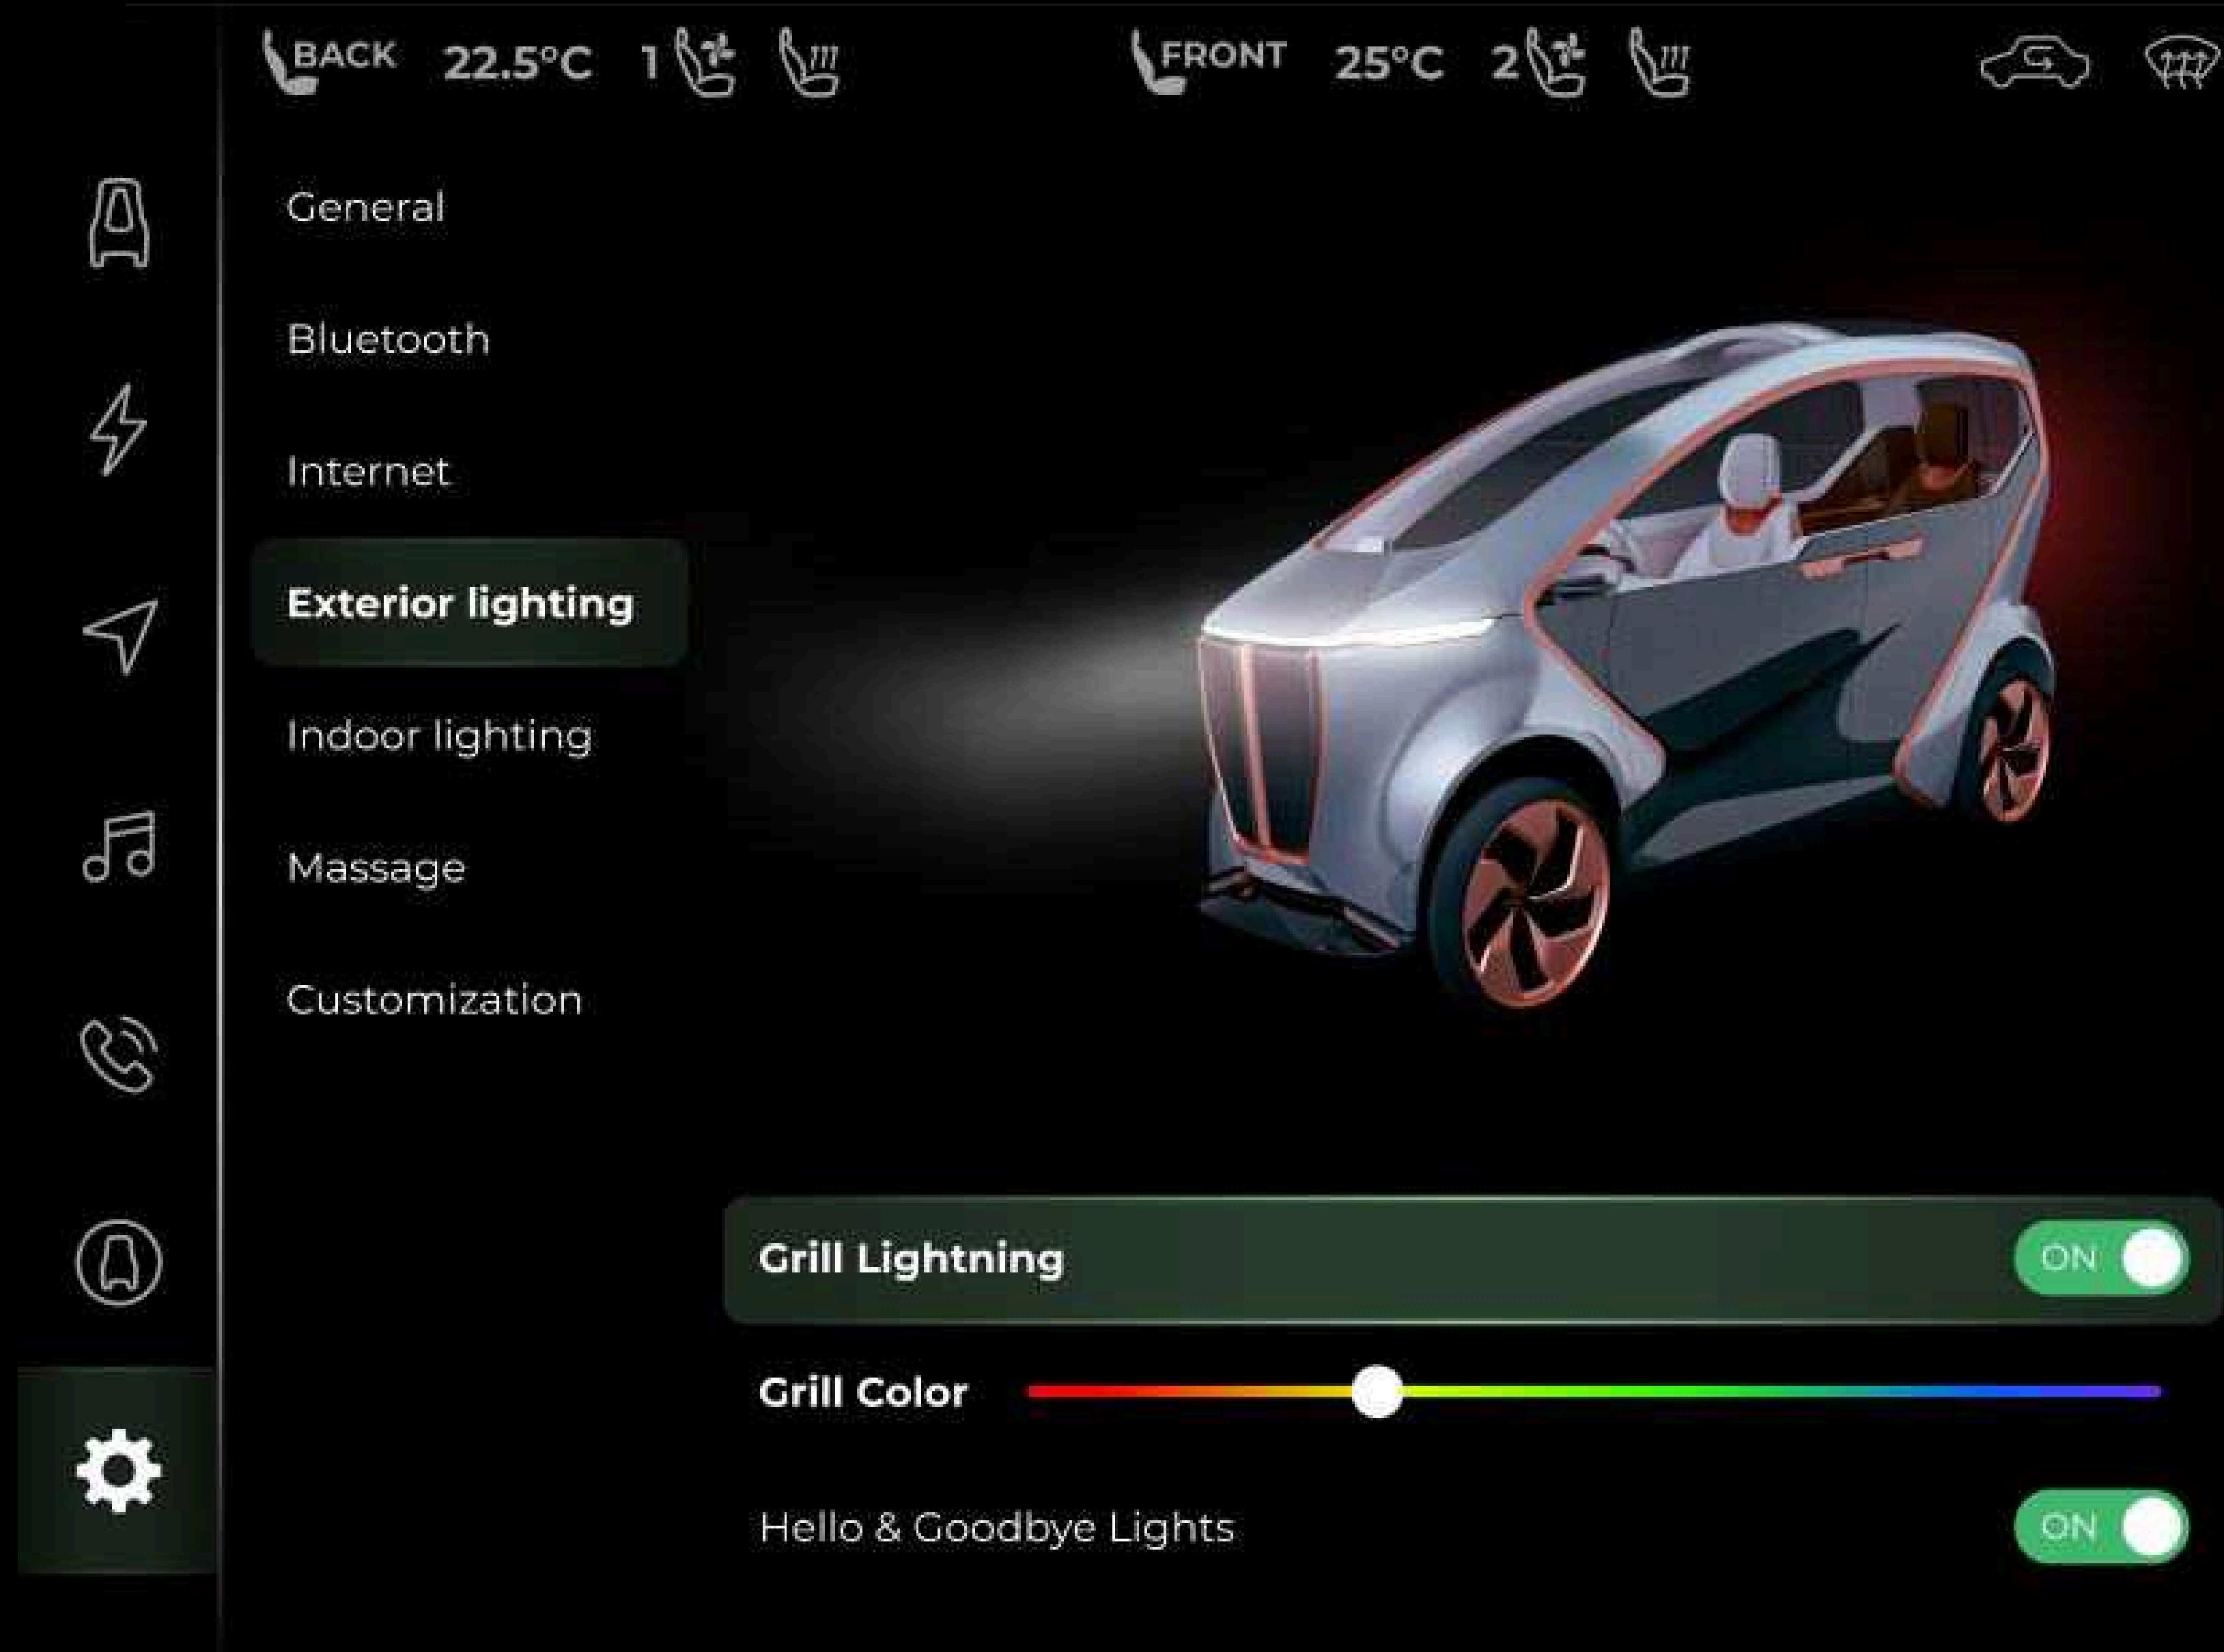 BACK 22.5°C 1 FRONT 25°C 2
General
Bluetooth
Internet
Exterior lighting
Indoor lighting
Massage
Customization
Grill Lightning ON
Grill Color
Hello & Goodbye Lights ON